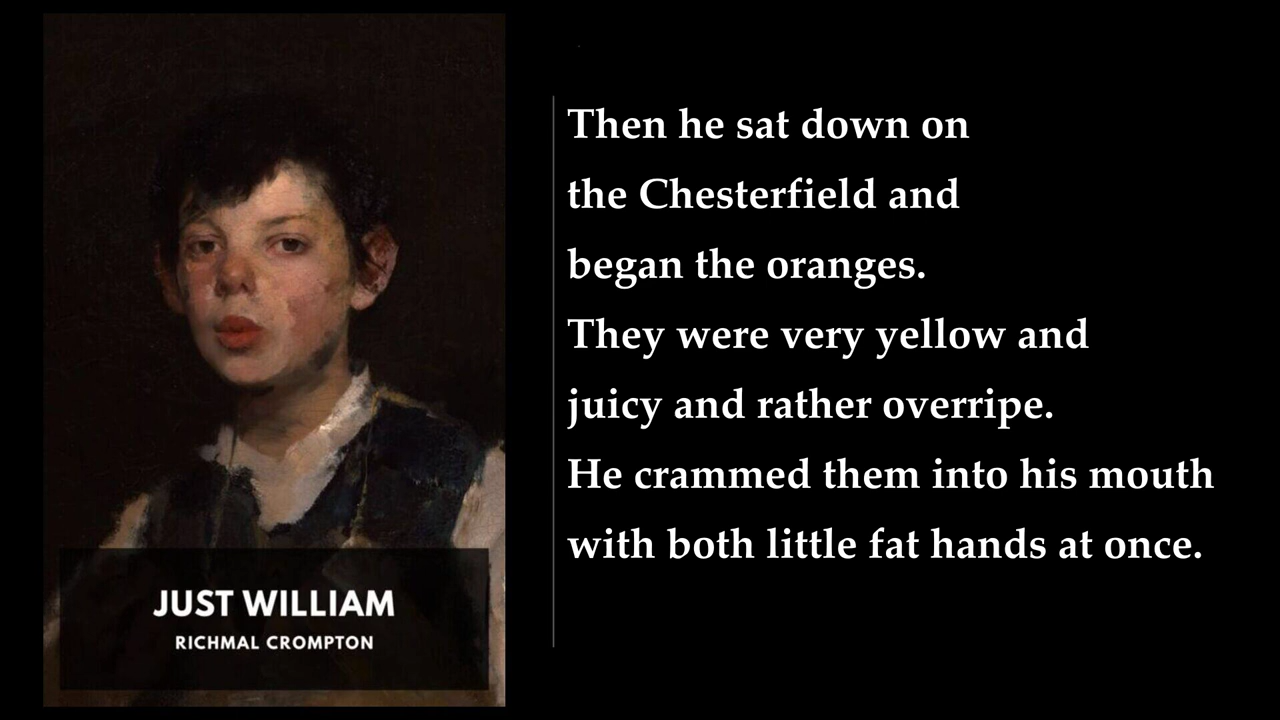 JUST WILLIAM
RICHMAL CROMPTON
Then he sat down on
the Chesterfield and
began the oranges.
They were very yellow and
juicy and rather overripe.
He crammed them into his mouth
with both little fat hands at once.